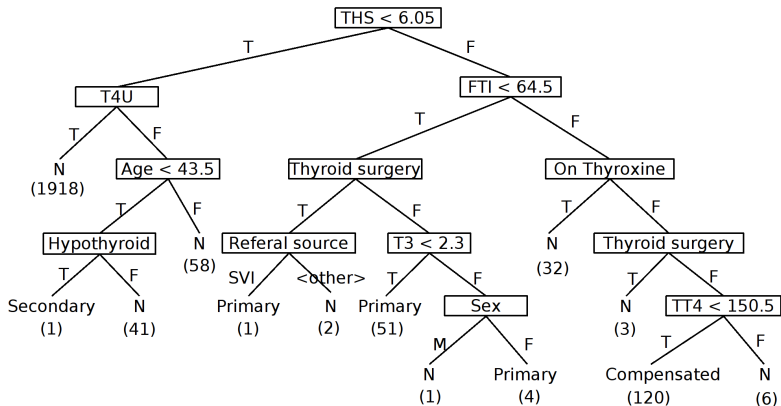 THS < 6.05
T F
T4U FTI < 64.5
T F T F
N Age < 43.5 Thyroid surgery On Thyroxine
(1918)
T F T F T F
Hypothyroid N Referal source T3 < 2.3 N Thyroid surgery
(58) (32)
T F SVI <other> T F T F
Secondary N Primary N Primary Sex N TT4 < 150.5
(1) (41) (1) (2) (51) (3)
M F T F
N Primary Compensated N
(1) (4) (120) (6)